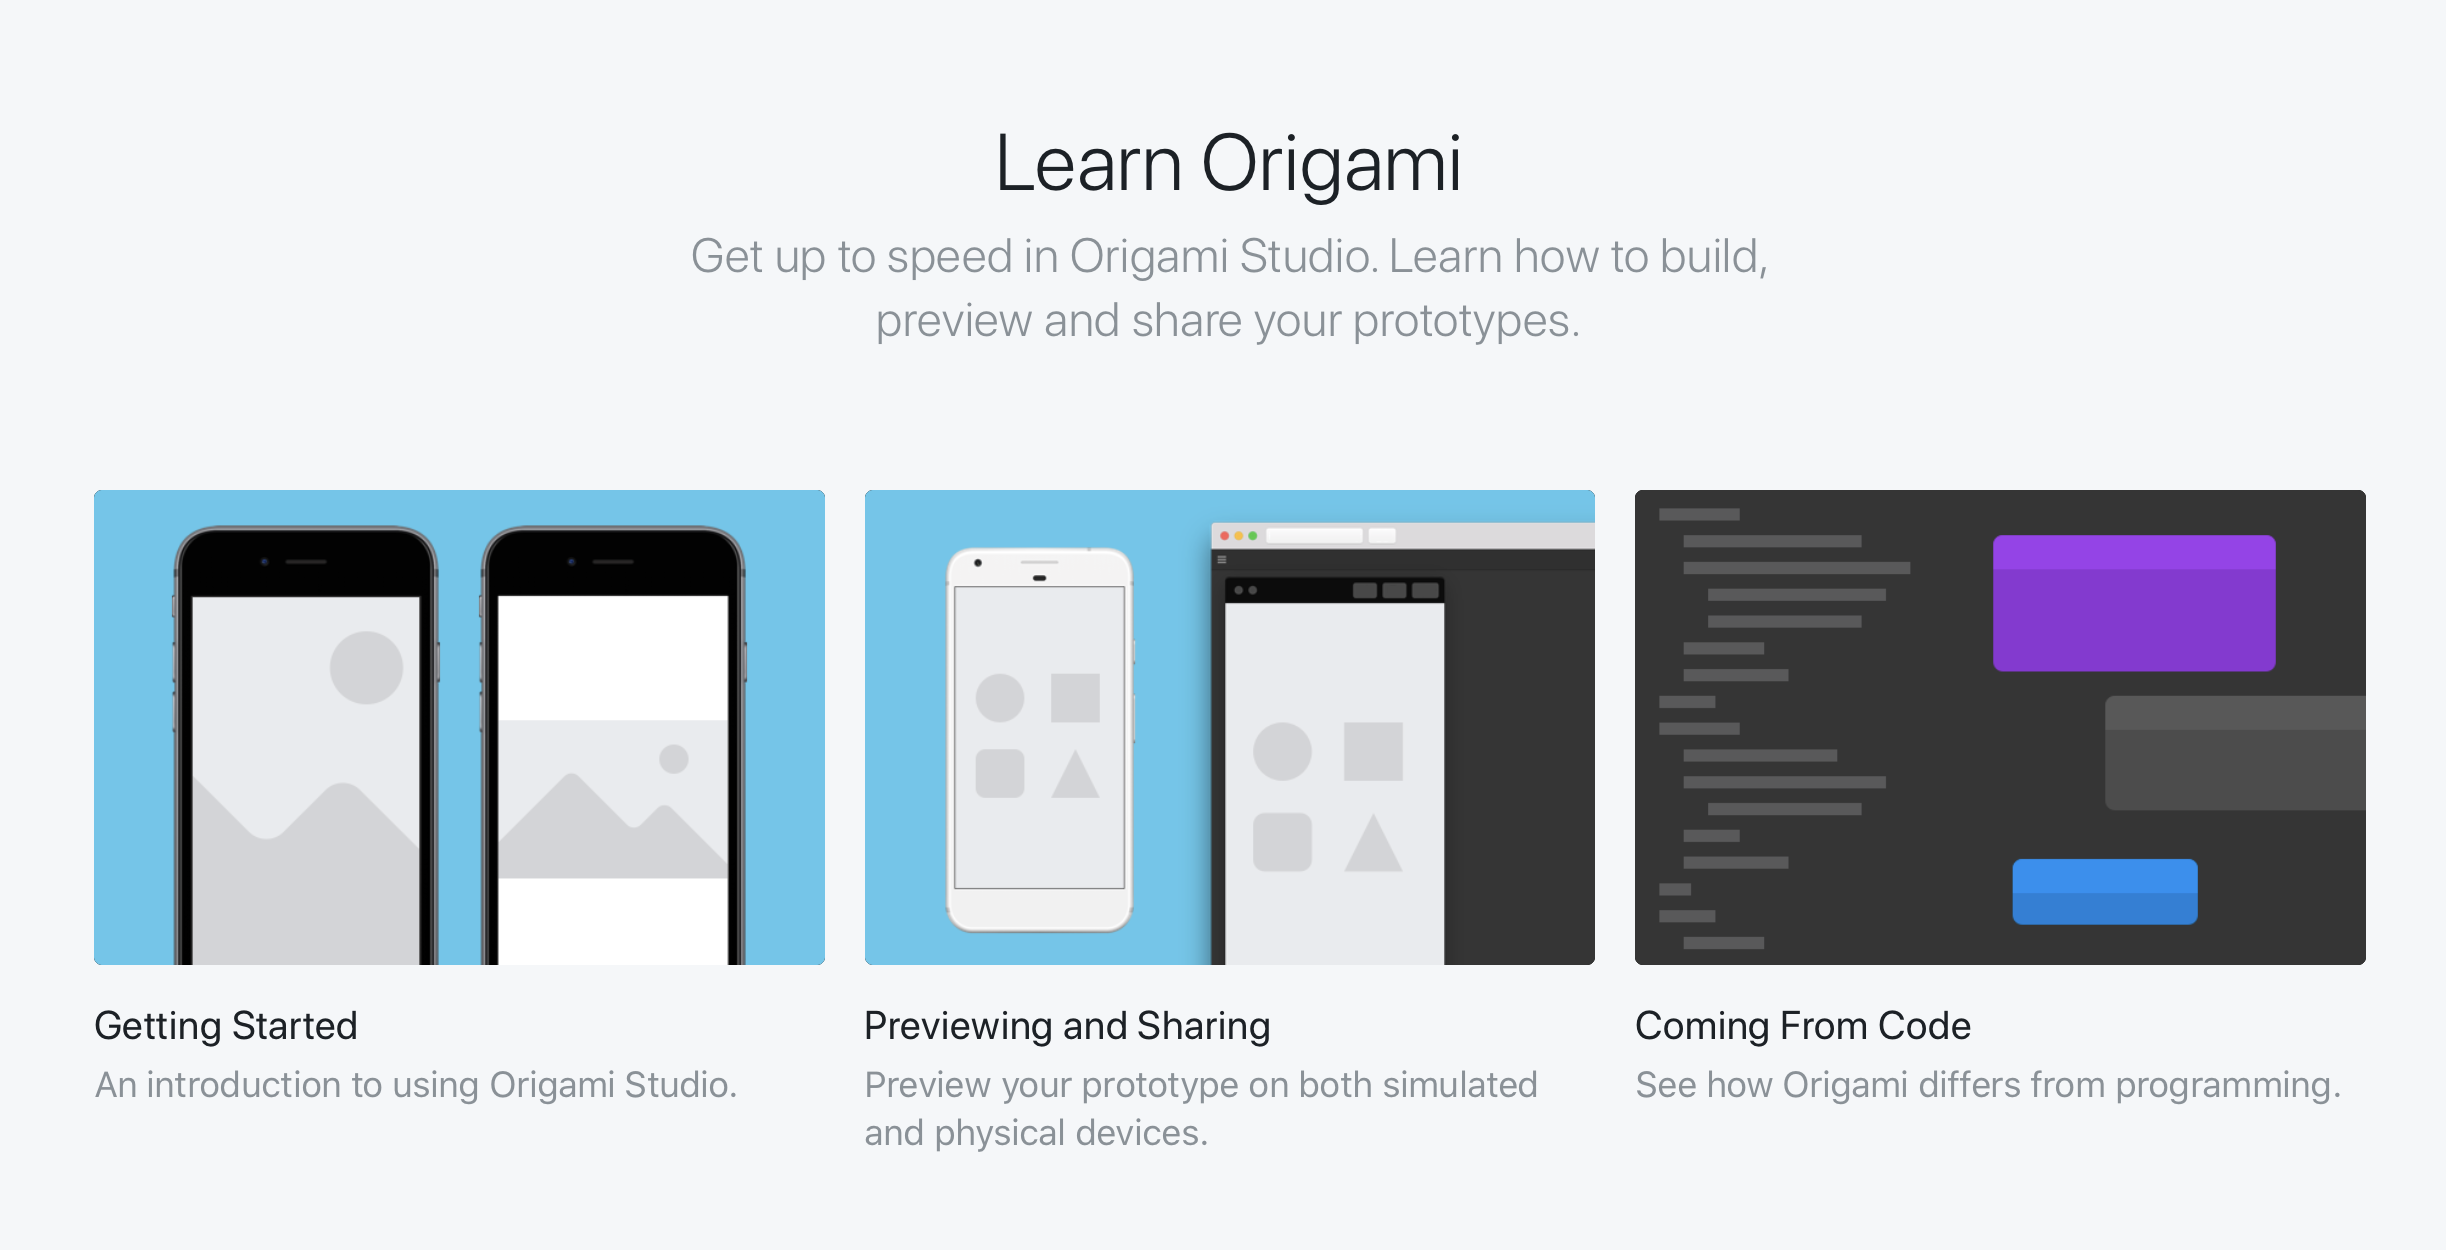 Learn Origami
Get up to speed in Origami Studio. Learn how to build,
preview and share your prototypes.
Getting Started
An introduction to using Origami Studio.
Previewing and Sharing
Preview your prototype on both simulated
and physical devices.
Coming From Code
See how Origami differs from programming.